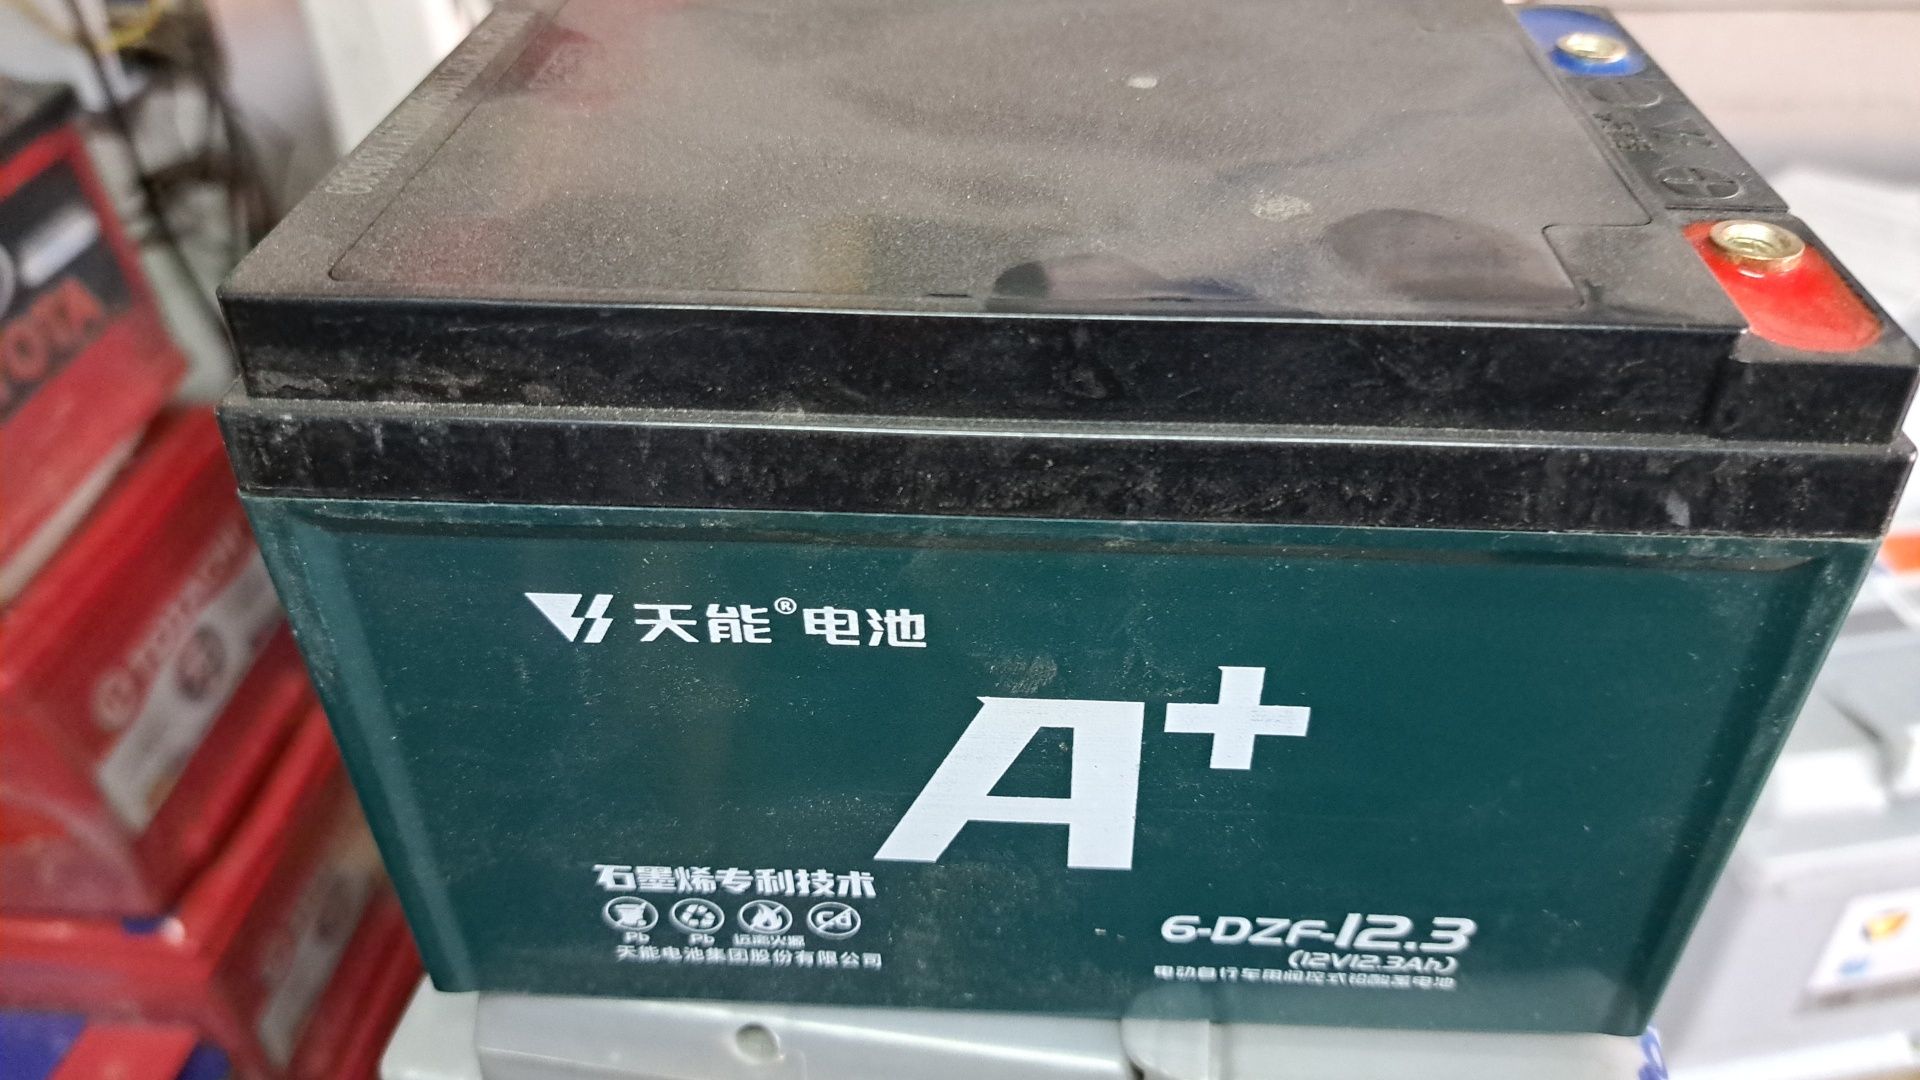 天能®电池
A+
石墨烯专利技术
Pb
Pb
远离火源
Cd
天能电池集团股份有限公司
6-DZF-12.3
(12V12.3Ah)
电动自行车用阀控式铅酸蓄电池
YOTA